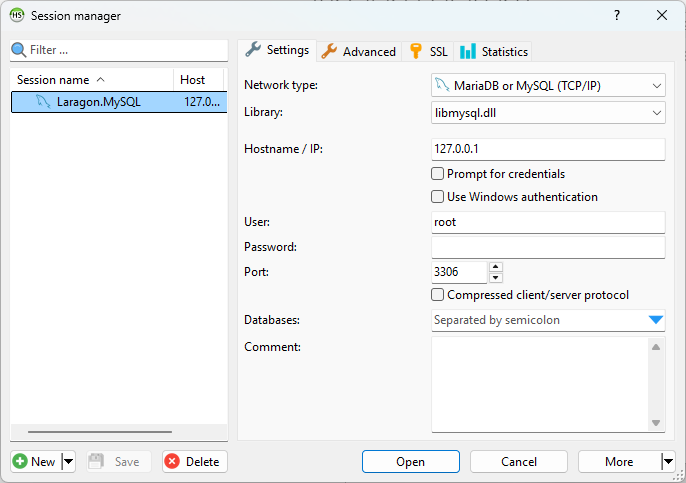 HS Session manager ?
Filter ...
Session name Host
Laragon.MySQL 127.0...
Settings Advanced SSL Statistics
Network type: MariaDB or MySQL (TCP/IP)
Library: libmysql.dll
Hostname / IP: 127.0.0.1
Prompt for credentials
Use Windows authentication
User: root
Password:
Port: 3306
Compressed client/server protocol
Databases: Separated by semicolon
Comment:
New Save Delete Open Cancel More